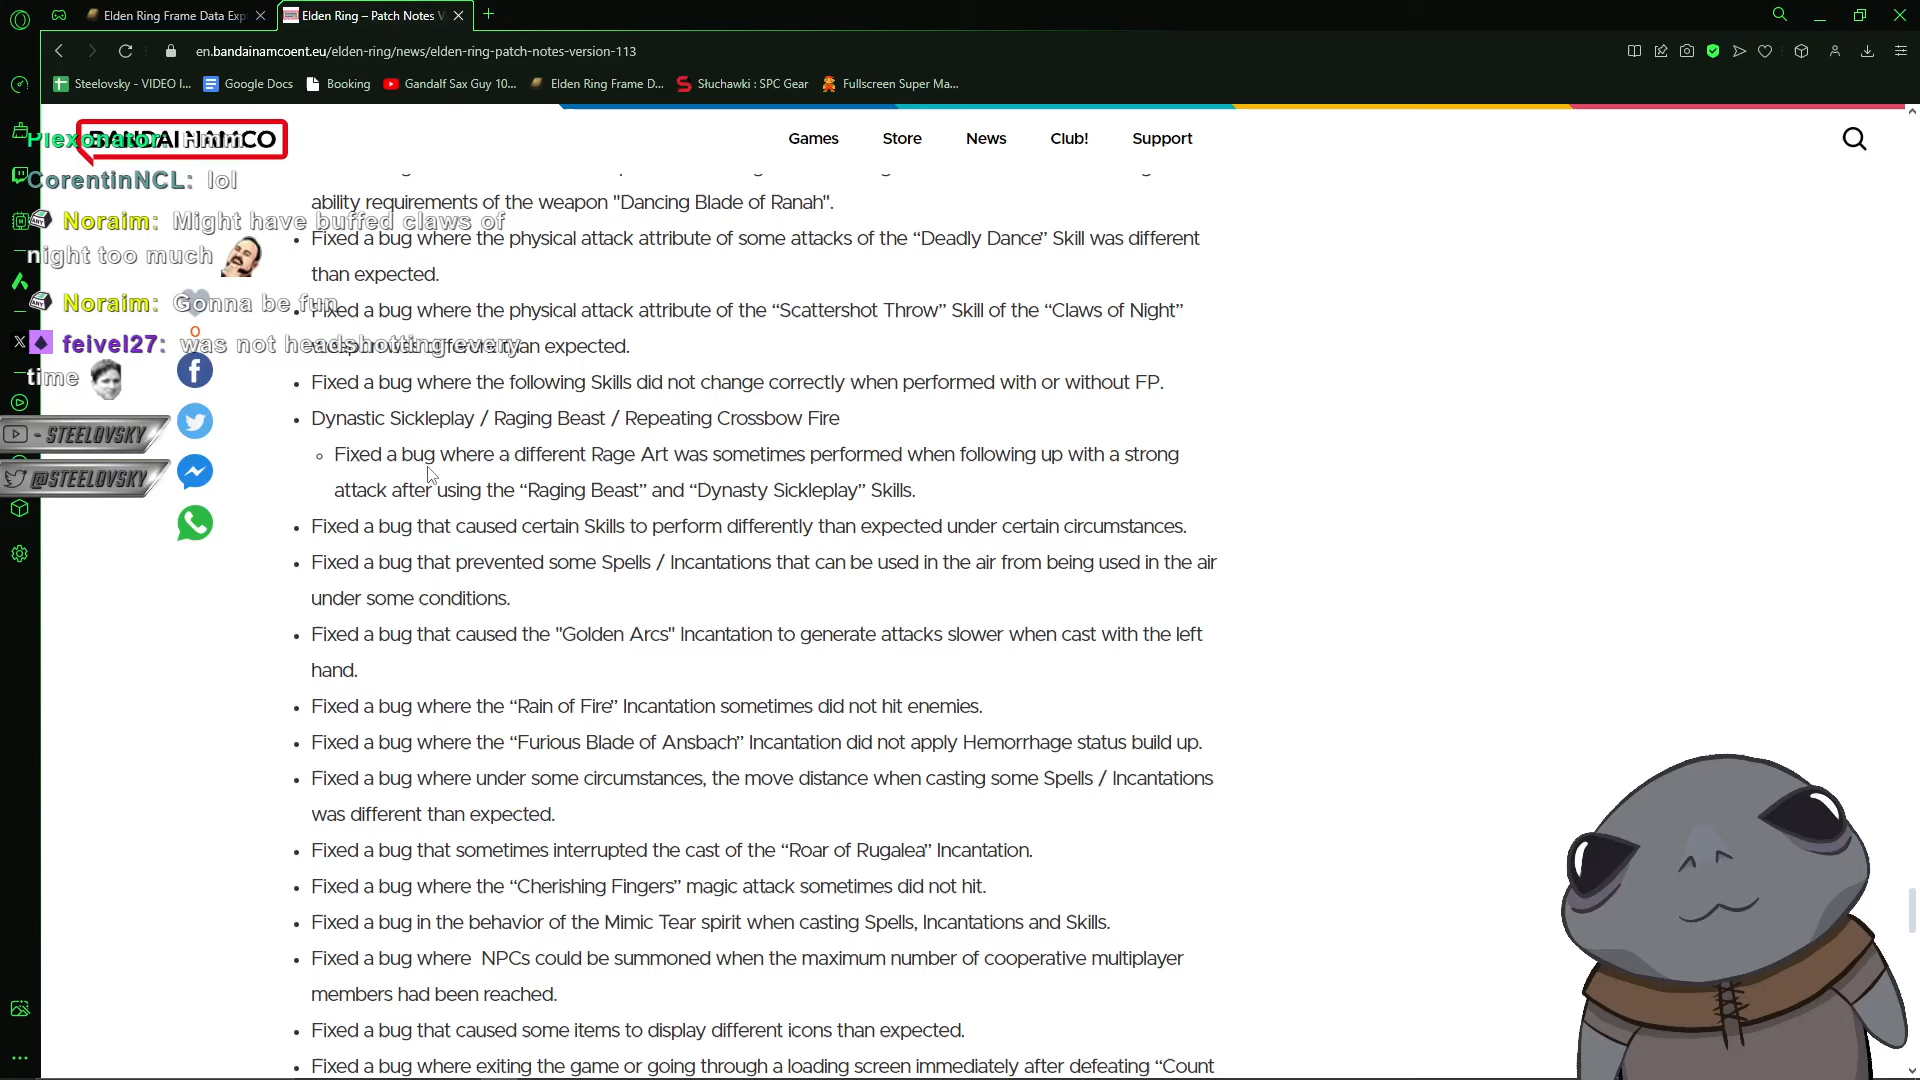 Elden Ring Frame Data Exp
Elden Ring – Patch Notes V
en.bandainamcoent.eu/elden-ring/news/elden-ring-patch-notes-version-113
Steelovsky - VIDEO I...
Google Docs
Booking
Gandalf Sax Guy 10...
Elden Ring Frame D...
Słuchawki : SPC Gear
Fullscreen Super Ma...
BANDAI NAMCO
Games
Store
News
Club!
Support
Plexonator: Hmm
CorentinNCL: lol
Noraim: Might have buffed claws of
night too much
Noraim: Gonna be fun
feivel27: was not headshotting every
time
0
- STEELOVSKY
@STEELOVSKY
ability requirements of the weapon "Dancing Blade of Ranah".
Fixed a bug where the physical attack attribute of some attacks of the “Deadly Dance” Skill was different
than expected.
Fixed a bug where the physical attack attribute of the “Scattershot Throw” Skill of the “Claws of Night”
weapon was different than expected.
Fixed a bug where the following Skills did not change correctly when performed with or without FP.
Dynastic Sickleplay / Raging Beast / Repeating Crossbow Fire
Fixed a bug where a different Rage Art was sometimes performed when following up with a strong
attack after using the “Raging Beast” and “Dynasty Sickleplay” Skills.
Fixed a bug that caused certain Skills to perform differently than expected under certain circumstances.
Fixed a bug that prevented some Spells / Incantations that can be used in the air from being used in the air
under some conditions.
Fixed a bug that caused the "Golden Arcs" Incantation to generate attacks slower when cast with the left
hand.
Fixed a bug where the “Rain of Fire” Incantation sometimes did not hit enemies.
Fixed a bug where the “Furious Blade of Ansbach” Incantation did not apply Hemorrhage status build up.
Fixed a bug where under some circumstances, the move distance when casting some Spells / Incantations
was different than expected.
Fixed a bug that sometimes interrupted the cast of the “Roar of Rugalea” Incantation.
Fixed a bug where the “Cherishing Fingers” magic attack sometimes did not hit.
Fixed a bug in the behavior of the Mimic Tear spirit when casting Spells, Incantations and Skills.
Fixed a bug where NPCs could be summoned when the maximum number of cooperative multiplayer
members had been reached.
Fixed a bug that caused some items to display different icons than expected.
Fixed a bug where exiting the game or going through a loading screen immediately after defeating “Count